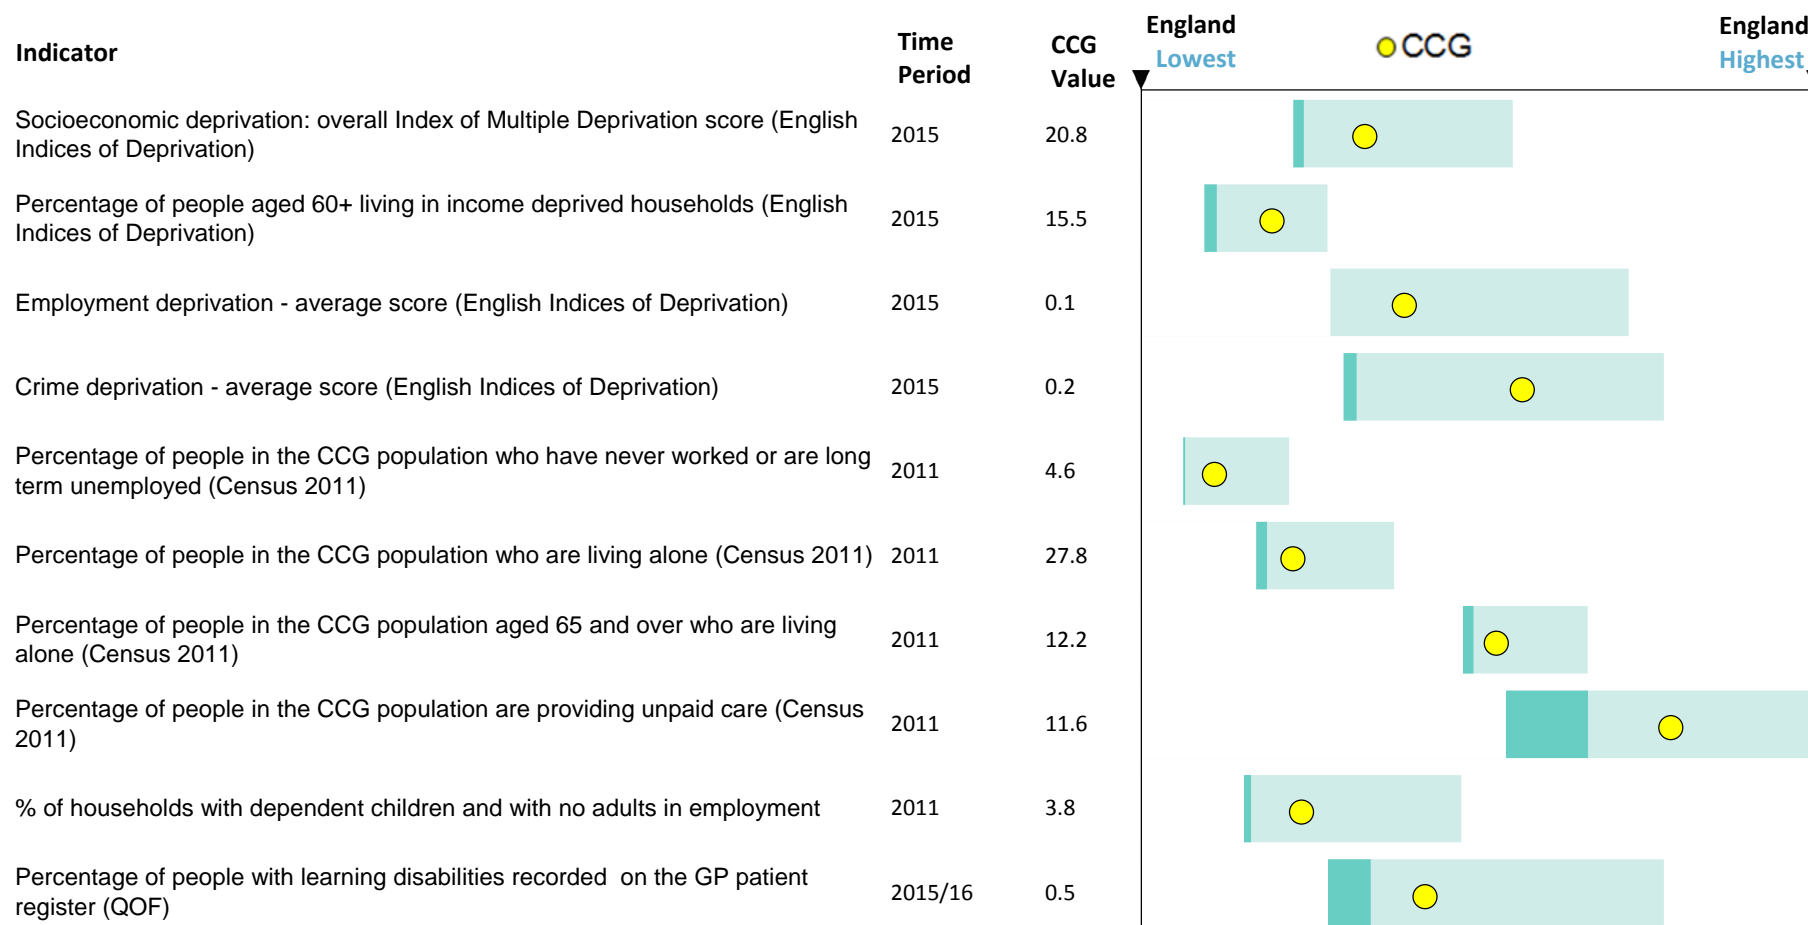 Indicator
Time
Period
CCG
Value
England
Lowest
CCG
England
Highest
Socioeconomic deprivation: overall Index of Multiple Deprivation score (English
Indices of Deprivation)
2015
20.8
Percentage of people aged 60+ living in income deprived households (English
Indices of Deprivation)
2015
15.5
Employment deprivation - average score (English Indices of Deprivation)
2015
0.1
Crime deprivation - average score (English Indices of Deprivation)
2015
0.2
Percentage of people in the CCG population who have never worked or are long
term unemployed (Census 2011)
2011
4.6
Percentage of people in the CCG population who are living alone (Census 2011)
2011
27.8
Percentage of people in the CCG population aged 65 and over who are living
alone (Census 2011)
2011
12.2
Percentage of people in the CCG population are providing unpaid care (Census
2011)
2011
11.6
% of households with dependent children and with no adults in employment
2011
3.8
Percentage of people with learning disabilities recorded  on the GP patient
register (QOF)
2015/16
0.5